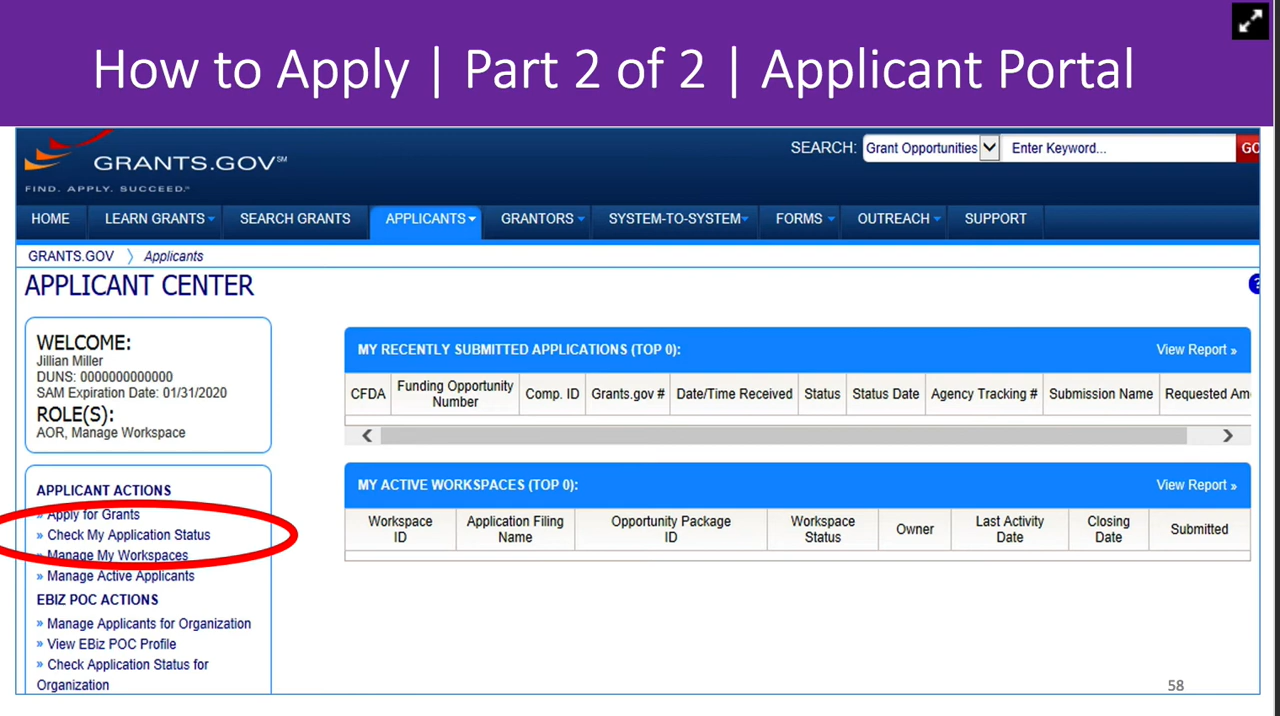 How to Apply | Part 2 of 2 | Applicant Portal
GRANTS.GOV℠
FIND. APPLY. SUCCEED.℠
SEARCH: Grant Opportunities Enter Keyword... GO
HOME LEARN GRANTS SEARCH GRANTS APPLICANTS GRANTORS SYSTEM-TO-SYSTEM FORMS OUTREACH SUPPORT
GRANTS.GOV 〉 Applicants
APPLICANT CENTER
?
WELCOME:
Jillian Miller
DUNS: 0000000000000
SAM Expiration Date: 01/31/2020
ROLE(S):
AOR, Manage Workspace
APPLICANT ACTIONS
» Apply for Grants
» Check My Application Status
» Manage My Workspaces
» Manage Active Applicants
EBIZ POC ACTIONS
» Manage Applicants for Organization
» View EBiz POC Profile
» Check Application Status for
Organization
MY RECENTLY SUBMITTED APPLICATIONS (TOP 0): View Report »
CFDA Funding Opportunity Number Comp. ID Grants.gov # Date/Time Received Status Status Date Agency Tracking # Submission Name Requested Am
MY ACTIVE WORKSPACES (TOP 0): View Report »
Workspace ID Application Filing Name Opportunity Package ID Workspace Status Owner Last Activity Date Closing Date Submitted
58